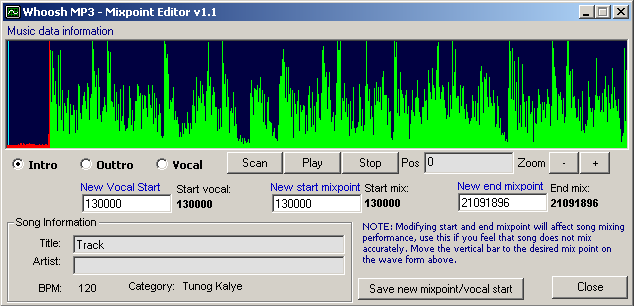 Whoosh MP3 - Mixpoint Editor v1.1
Music data information
Intro Outtro Vocal Scan Play Stop Pos 0 Zoom - +
New Vocal Start Start vocal: New start mixpoint Start mix: New end mixpoint End mix:
130000 130000 130000 130000 21091896 21091896
Song Information
Title: Track
Artist:
BPM: 120 Category: Tunog Kalye
NOTE: Modifying start and end mixpoint will affect song mixing
performance, use this if you feel that song does not mix
accurately. Move the vertical bar to the desired mix point on
the wave form above.
Save new mixpoint/vocal start Close